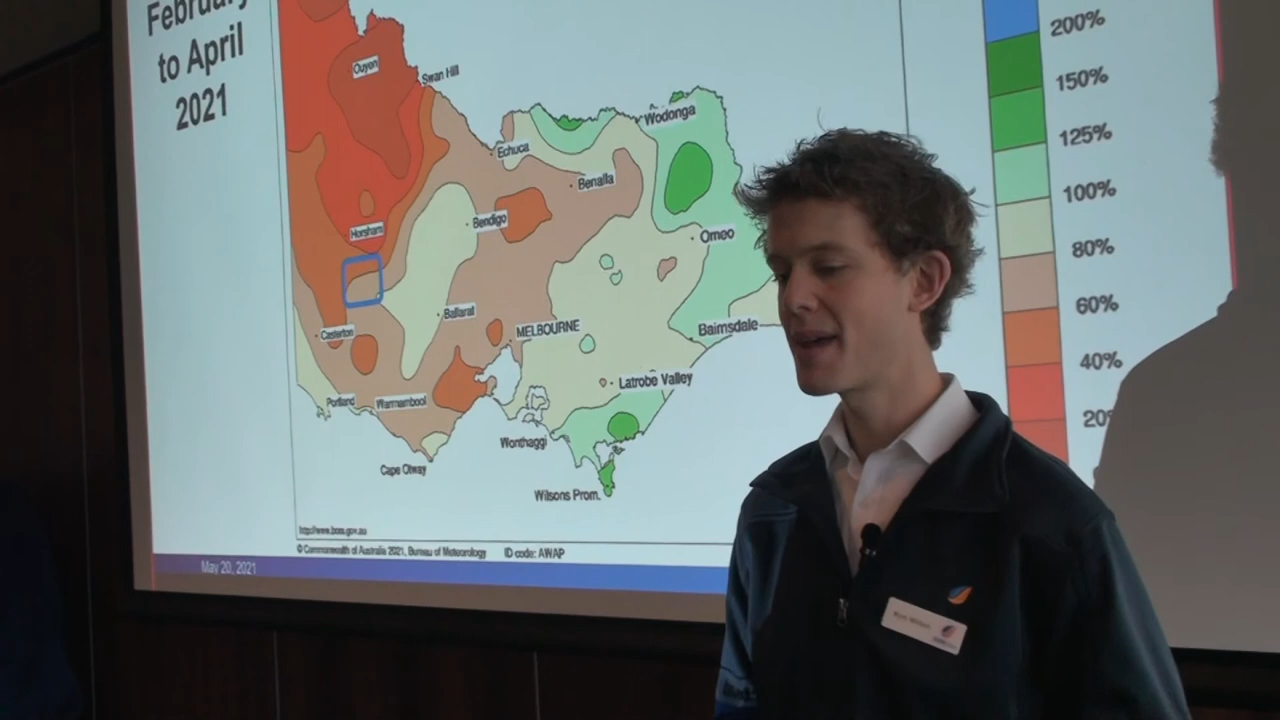 February
to April
2021
Ouyen
Swan Hill
Wodonga
Echuca
Benalla
Horsham
Bendigo
Omeo
Ballarat
MELBOURNE
Bairnsdale
Casterton
Latrobe Valley
Portland
Warrnambool
Wonthaggi
Cape Otway
Wilsons Prom.
http://www.bom.gov.au
© Commonwealth of Australia 2021, Bureau of Meteorology
ID code: AWAP
May 20, 2021
200%
150%
125%
100%
80%
60%
40%
20